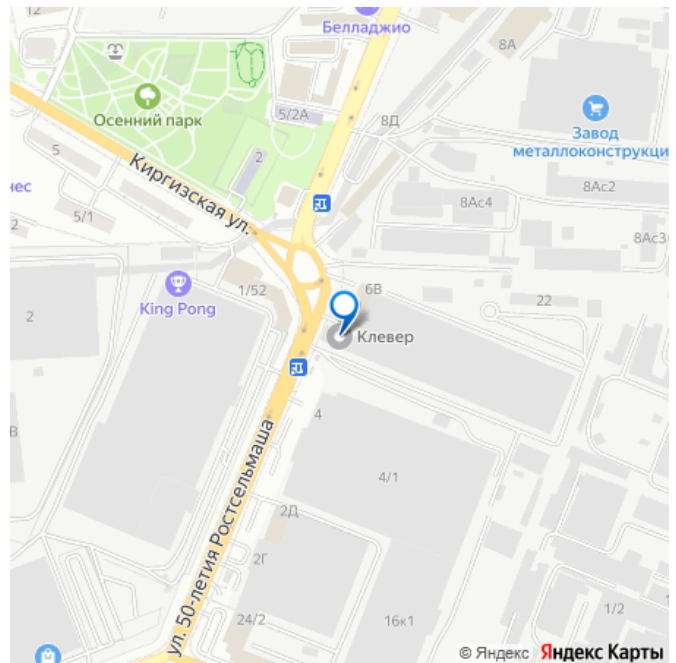 12
Белладжио
8А
Осенний парк
5/2А
8Д
Завод
металлоконструкци
5
2
нес
Киргизская ул.
5/1
8Ас2
8Ас4
2
8Ас3
1/52
6В
22
King Pong
2
Клевер
4
В
4/1
ул. 50-летия Ростсельмаша
2Д
2Г
24/2
16к1
1/2
© Яндекс Яндекс Карты